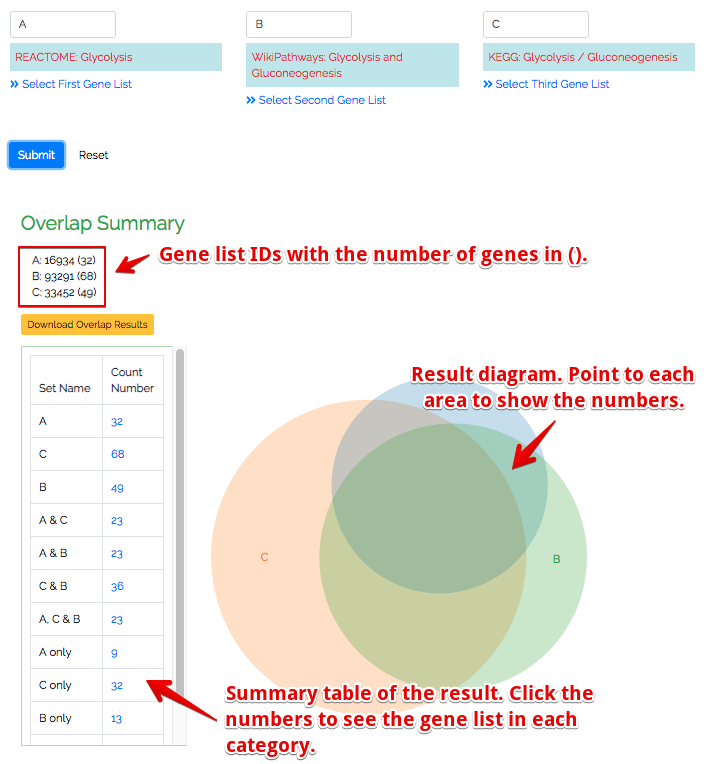 A
B
C
REACTOME: Glycolysis
WikiPathways: Glycolysis and
Gluconeogenesis
KEGG: Glycolysis / Gluconeogenesis
» Select First Gene List
» Select Second Gene List
» Select Third Gene List
Submit
Reset
Overlap Summary
A: 16934 (32)
B: 93291 (68)
C: 33452 (49)
Gene list IDs with the number of genes in ().
Download Overlap Results
Set Name
Count
Number
A
32
C
68
B
49
A & C
23
A & B
23
C & B
36
A, C & B
23
A only
9
C only
32
B only
13
Result diagram. Point to each
area to show the numbers.
C
B
Summary table of the result. Click the
numbers to see the gene list in each
category.